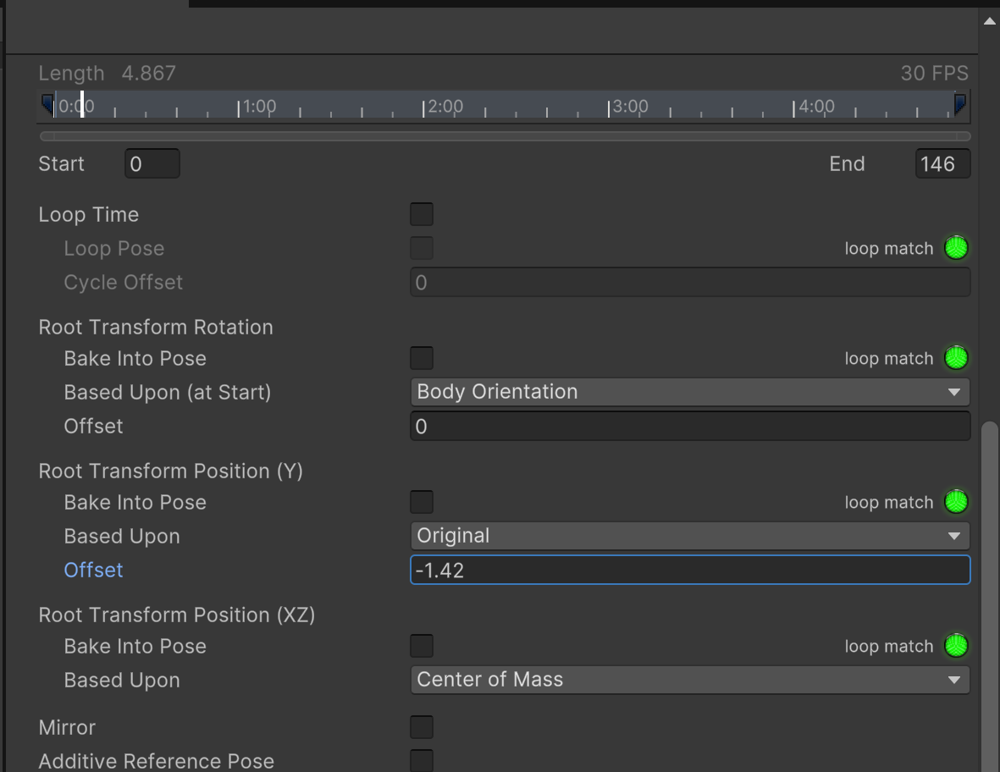 Length 4.867 30 FPS
0:00 1:00 2:00 3:00 4:00
Start 0 End 146
Loop Time
Loop Pose loop match
Cycle Offset 0
Root Transform Rotation
Bake Into Pose loop match
Based Upon (at Start) Body Orientation
Offset 0
Root Transform Position (Y)
Bake Into Pose loop match
Based Upon Original
Offset -1.42
Root Transform Position (XZ)
Bake Into Pose loop match
Based Upon Center of Mass
Mirror
Additive Reference Pose